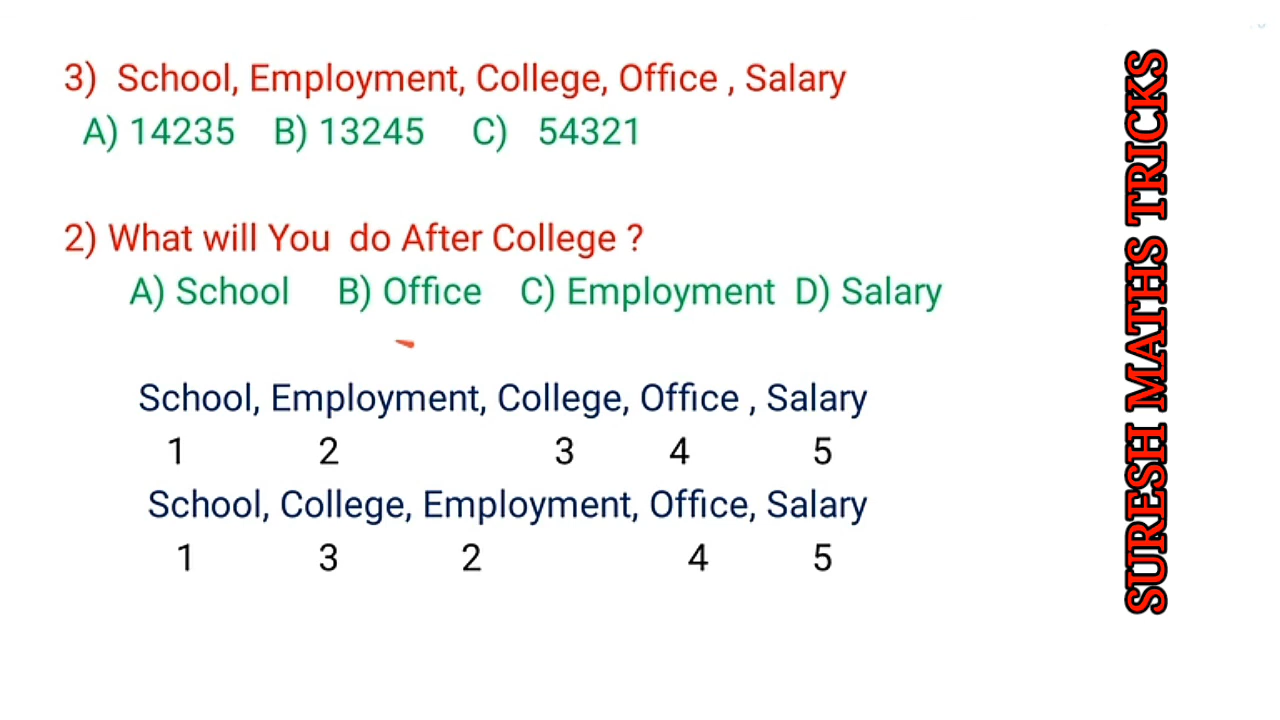 3) School, Employment, College, Office , Salary
A) 14235 B) 13245 C) 54321
2) What will You do After College ?
A) School B) Office C) Employment D) Salary
School, Employment, College, Office , Salary
1 2 3 4 5
School, College, Employment, Office, Salary
1 3 2 4 5
SURESH MATHS TRICKS